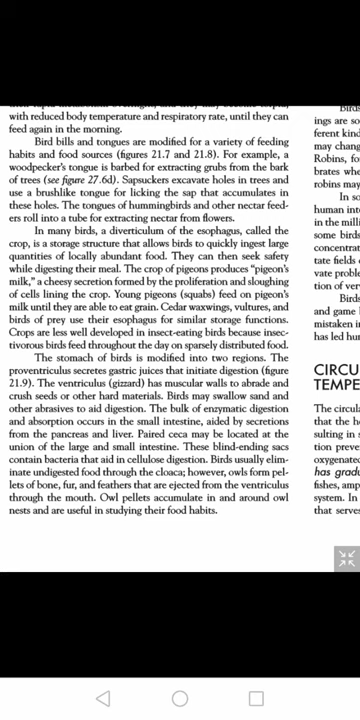 with reduced body temperature and respiratory rate, until they can
feed again in the morning.
Bird bills and tongues are modified for a variety of feeding
habits and food sources (figures 21.7 and 21.8). For example, a
woodpecker's tongue is barbed for extracting grubs from the bark
of trees (see figure 27.6d). Sapsuckers excavate holes in trees and
use a brushlike tongue for licking the sap that accumulates in
these holes. The tongues of hummingbirds and other nectar feed-
ers roll into a tube for extracting nectar from flowers.
In many birds, a diverticulum of the esophagus, called the
crop, is a storage structure that allows birds to quickly ingest large
quantities of locally abundant food. They can then seek safety
while digesting their meal. The crop of pigeons produces "pigeon's
milk," a cheesy secretion formed by the proliferation and sloughing
of cells lining the crop. Young pigeons (squabs) feed on pigeon's
milk until they are able to eat grain. Cedar waxwings, vultures, and
birds of prey use their esophagus for similar storage functions.
Crops are less well developed in insect-eating birds because insec-
tivorous birds feed throughout the day on sparsely distributed food.
The stomach of birds is modified into two regions. The
proventriculus secretes gastric juices that initiate digestion (figure
21.9). The ventriculus (gizzard) has muscular walls to abrade and
crush seeds or other hard materials. Birds may swallow sand and
other abrasives to aid digestion. The bulk of enzymatic digestion
and absorption occurs in the small intestine, aided by secretions
from the pancreas and liver. Paired ceca may be located at the
union of the large and small intestine. These blind-ending sacs
contain bacteria that aid in cellulose digestion. Birds usually elim-
inate undigested food through the cloaca; however, owls form pel-
lets of bone, fur, and feathers that are ejected from the ventriculus
through the mouth. Owl pellets accumulate in and around owl
nests and are useful in studying their food habits.
Birds
ings are so
ferent kind
may chang
Robins, fo
brates whe
robins may
In so
human inte
in the milli
some birds
concentrat
tate fields
vate proble
tion of ver
Birds
and game
mistaken in
has led hum
CIRCU
TEMPE
The circula
that the he
sulting in s
tion preven
oxygenated
has gradu
fishes, amp
system. In
that serves